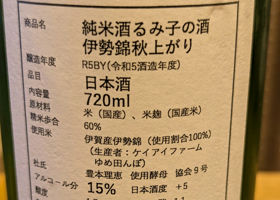 商品名 純米酒るみ子の酒
伊勢錦秋上がり
醸造年度 R5BY(令和5酒造年度)
品目 日本酒
内容量 720ml
原材料 米(国産)、米麹(国産米)
精米歩合 60%
使用米 伊賀産伊勢錦(使用割合100%)
(生産者:ケイアイファーム
ゆめ田んぼ)
杜氏 豊本理恵 使用酵母 協会9号
アルコール分 15% 日本酒度 +5
酸度